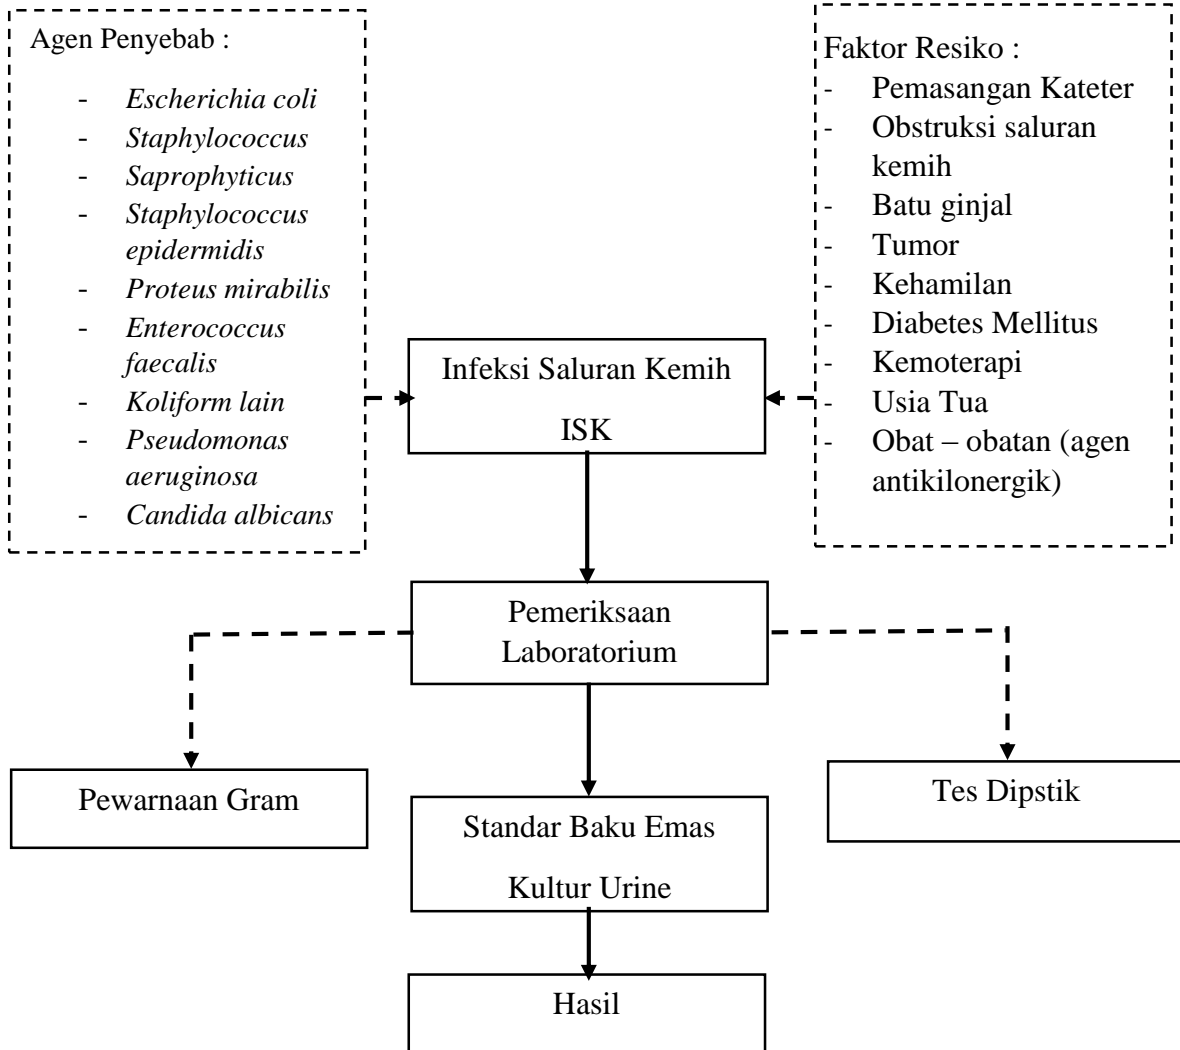 Agen Penyebab :
- Escherichia coli
- Staphylococcus
- Saprophyticus
- Staphylococcus
epidermidis
- Proteus mirabilis
- Enterococcus
faecalis
- Koliform lain
- Pseudomonas
aeruginosa
- Candida albicans
Faktor Resiko :
- Pemasangan Kateter
- Obstruksi saluran
kemih
- Batu ginjal
- Tumor
- Kehamilan
- Diabetes Mellitus
- Kemoterapi
- Usia Tua
- Obat – obatan (agen
antikilonergik)
Infeksi Saluran Kemih
ISK
Pemeriksaan
Laboratorium
Pewarnaan Gram
Standar Baku Emas
Kultur Urine
Tes Dipstik
Hasil